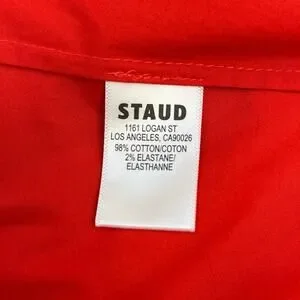 STAUD
1161 LOGAN ST
LOS ANGELES, CA90026
98% COTTON/COTON
2% ELASTANE/
ELASTHANNE